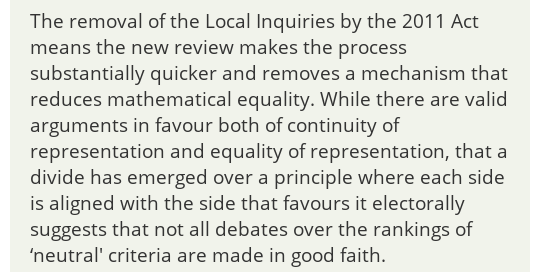 The removal of the Local Inquiries by the 2011 Act
means the new review makes the process
substantially quicker and removes a mechanism that
reduces mathematical equality. While there are valid
arguments in favour both of continuity of
representation and equality of representation, that a
divide has emerged over a principle where each side
is aligned with the side that favours it electorally
suggests that not all debates over the rankings of
‘neutral' criteria are made in good faith.